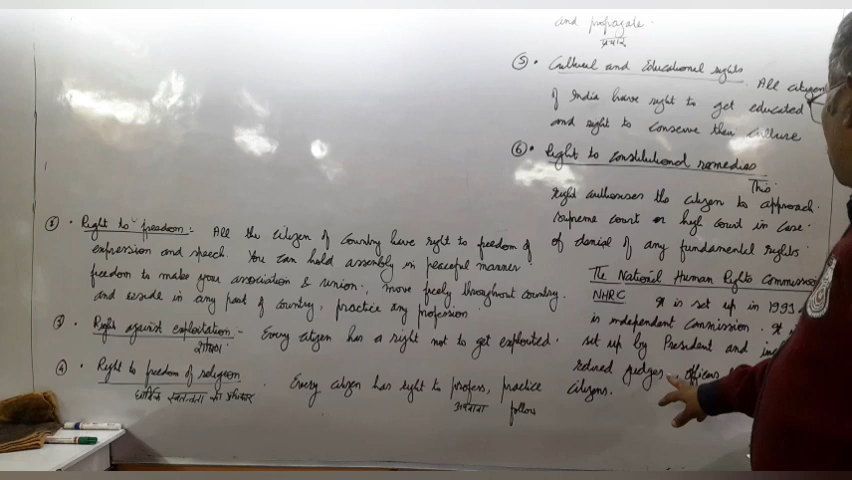 ② • Right to freedom :- All the citizen of country have right to freedom of
expression and speech. You can hold assembly in peaceful manner.
freedom to make your association & union, move freely throughout country.
and reside in any part of country, practice any profession
③ • Right against exploitation - Every citizen has a right not to get exploited.
शोषण
④ • Right to freedom of religion . Every citizen has right to profess, practice
धार्मिक स्वतन्त्रता का अधिकार अपनाना follow
and propagate.
प्रचार
⑤ • Cultural and Educational rights. All citizen
of India have right to get educated
and right to conserve their culture
⑥ • Right to constitutional remedies
This
right authorises the citizen to approach
supreme court or high court in case
of denial of any fundamental rights.
The National Human Rights Commission
NHRC It is set up in 1993.
is independent Commission. It
set up by President and
retired judges, officers
citizens.